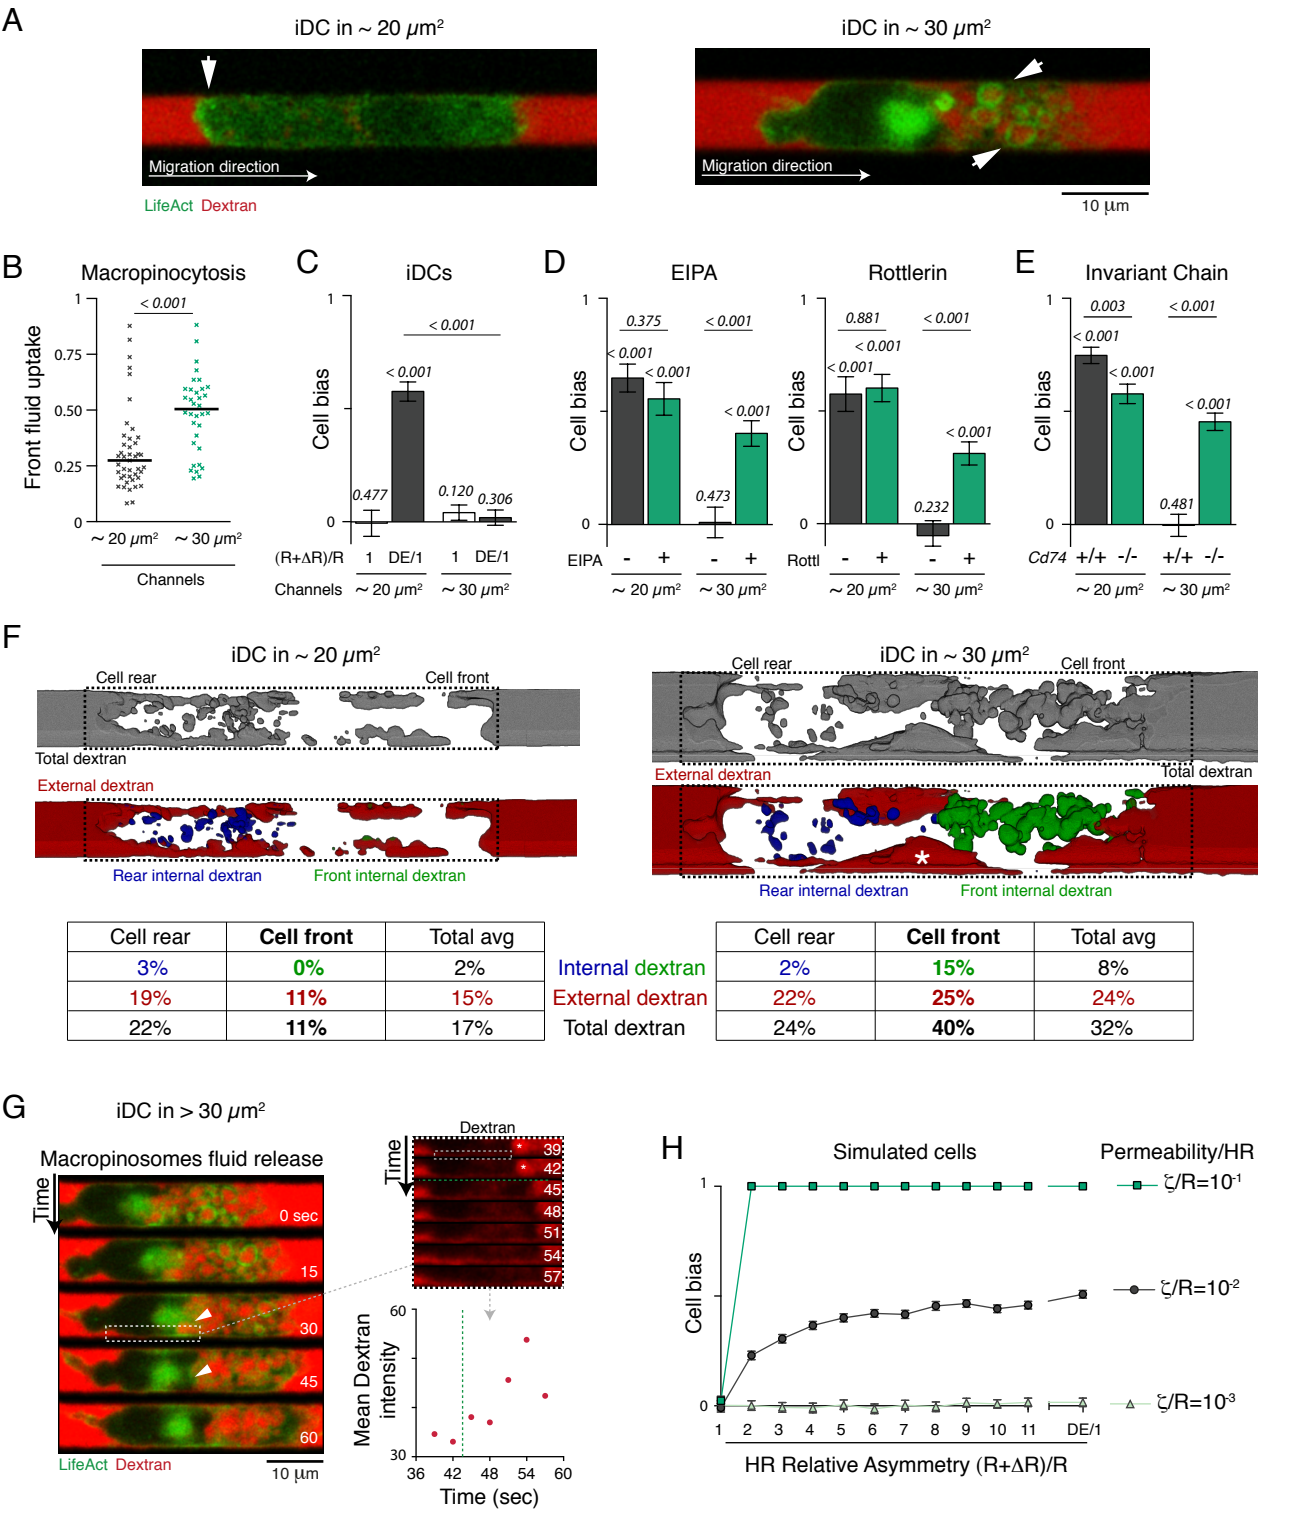 A
iDC in ~ 20 µm²
iDC in ~ 30 µm²
Migration direction
Migration direction
LifeAct Dextran
10 µm
B
Macropinocytosis
Front fluid uptake
1
0.75
0.50
0.25
0
< 0.001
~ 20 µm² ~ 30 µm²
Channels
C
iDCs
Cell bias
1
0
< 0.001
< 0.001
0.477
0.120
0.306
(R+ΔR)/R 1 DE/1 1 DE/1
Channels ~ 20 µm² ~ 30 µm²
D
EIPA
Cell bias
1
0
0.375
< 0.001
< 0.001
< 0.001
< 0.001
0.473
EIPA - + - +
~ 20 µm² ~ 30 µm²
Rottlerin
Cell bias
1
0
0.881
< 0.001
< 0.001
< 0.001
< 0.001
0.232
Rottl - + - +
~ 20 µm² ~ 30 µm²
E
Invariant Chain
Cell bias
1
0
0.003
< 0.001
< 0.001
< 0.001
< 0.001
0.481
Cd74 +/+ -/- +/+ -/-
~ 20 µm² ~ 30 µm²
F
iDC in ~ 20 µm²
Cell rear Cell front
Total dextran
External dextran
Rear internal dextran Front internal dextran
iDC in ~ 30 µm²
Cell rear Cell front
External dextran Total dextran
*
Rear internal dextran Front internal dextran
Cell rear Cell front Total avg Cell rear Cell front Total avg
3% 0% 2% Internal dextran 2% 15% 8%
19% 11% 15% External dextran 22% 25% 24%
22% 11% 17% Total dextran 24% 40% 32%
G
iDC in > 30 µm²
Macropinosomes fluid release
Time
0 sec
15
30
45
60
LifeAct Dextran
10 µm
Dextran
Time
* 39
* 42
45
48
51
54
57
Mean Dextran
intensity
60
30
36 42 48 54 60
Time (sec)
H
Simulated cells
Permeability/HR
Cell bias
1
0
ζ/R=10⁻¹
ζ/R=10⁻²
ζ/R=10⁻³
1 2 3 4 5 6 7 8 9 10 11 DE/1
HR Relative Asymmetry (R+ΔR)/R